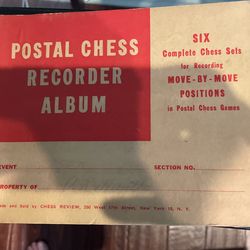 POSTAL CHESS
RECORDER
ALBUM
SIX
Complete Chess Sets
for Recording
MOVE-BY-MOVE
POSITIONS
in Postal Chess Games
EVENT
SECTION NO.
PROPERTY OF
and sold by CHESS REVIEW, 250 West 57th Street, New York 19, N. Y.